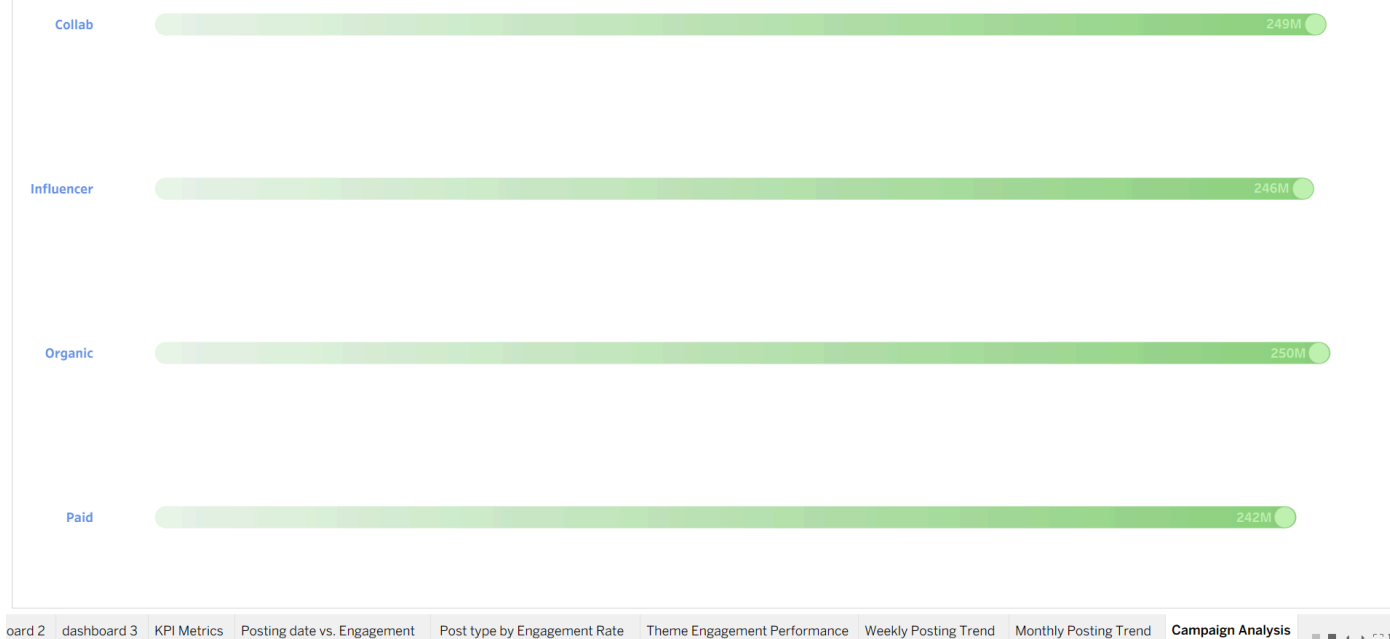 Collab 249M
Influencer 246M
Organic 250M
Paid 242M
oard 2 dashboard 3 KPI Metrics Posting date vs. Engagement Post type by Engagement Rate Theme Engagement Performance Weekly Posting Trend Monthly Posting Trend Campaign Analysis